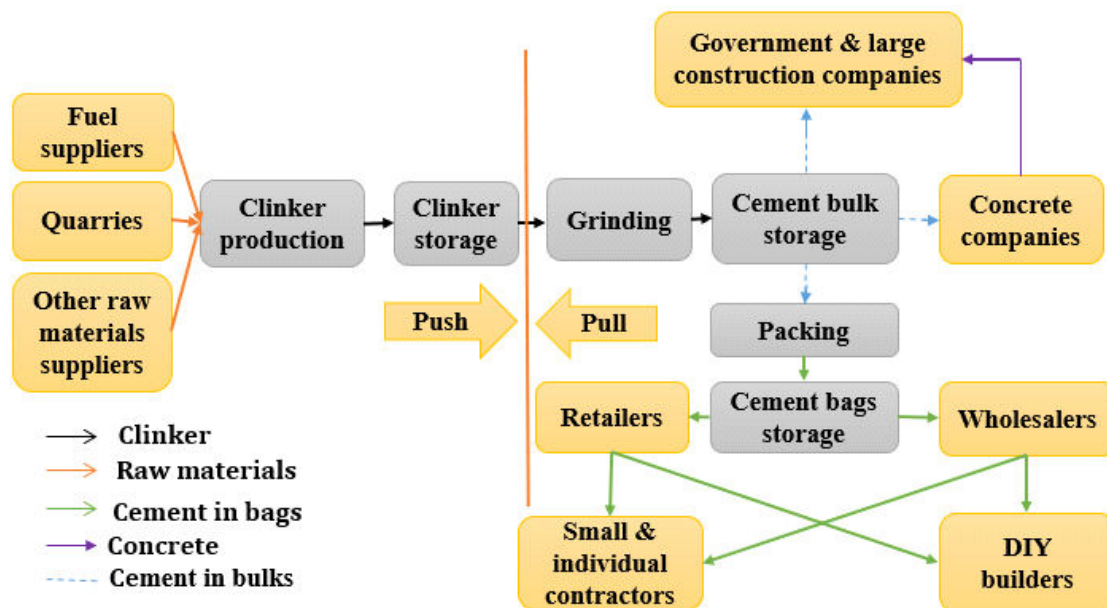 Government & large
construction companies
Fuel
suppliers
Quarries
Other raw
materials
suppliers
Clinker
production
Clinker
storage
Grinding
Cement bulk
storage
Concrete
companies
Push
Pull
Packing
Retailers
Cement bags
storage
Wholesalers
Small &
individual
contractors
DIY
builders
Clinker
Raw materials
Cement in bags
Concrete
Cement in bulks